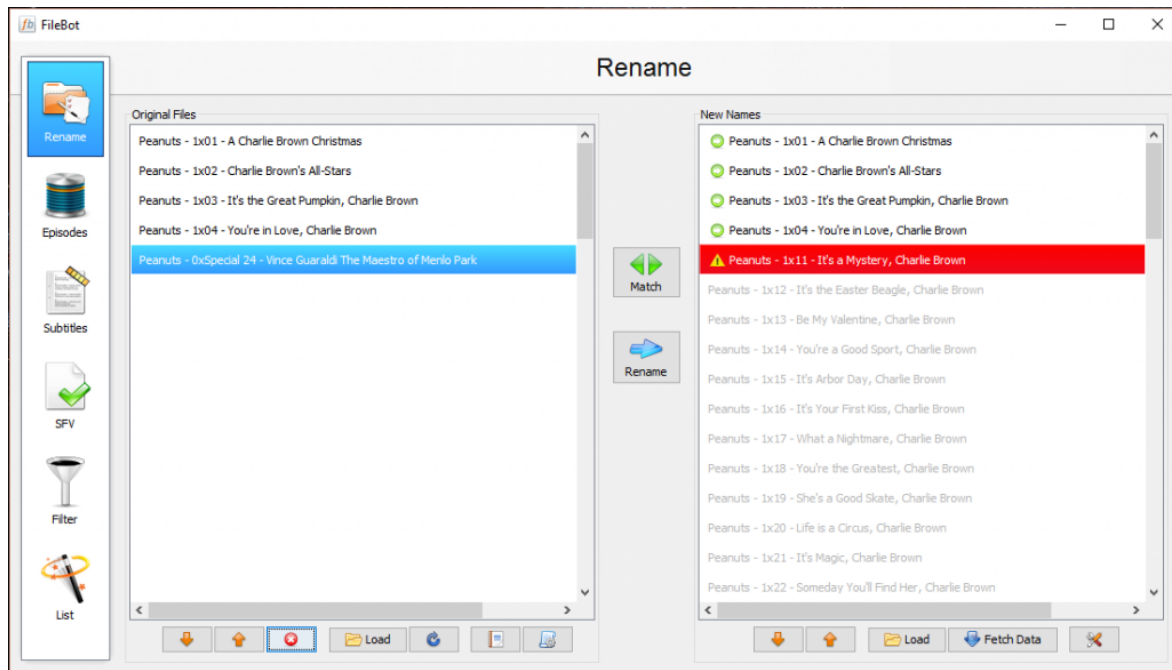 fb FileBot
Rename
Rename
Episodes
Subtitles
SFV
Filter
List
Original Files
Peanuts - 1x01 - A Charlie Brown Christmas
Peanuts - 1x02 - Charlie Brown's All-Stars
Peanuts - 1x03 - It's the Great Pumpkin, Charlie Brown
Peanuts - 1x04 - You're in Love, Charlie Brown
Peanuts - 0xSpecial 24 - Vince Guaraldi The Maestro of Menlo Park
Load
Match
Rename
New Names
Peanuts - 1x01 - A Charlie Brown Christmas
Peanuts - 1x02 - Charlie Brown's All-Stars
Peanuts - 1x03 - It's the Great Pumpkin, Charlie Brown
Peanuts - 1x04 - You're in Love, Charlie Brown
Peanuts - 1x11 - It's a Mystery, Charlie Brown
Peanuts - 1x12 - It's the Easter Beagle, Charlie Brown
Peanuts - 1x13 - Be My Valentine, Charlie Brown
Peanuts - 1x14 - You're a Good Sport, Charlie Brown
Peanuts - 1x15 - It's Arbor Day, Charlie Brown
Peanuts - 1x16 - It's Your First Kiss, Charlie Brown
Peanuts - 1x17 - What a Nightmare, Charlie Brown
Peanuts - 1x18 - You're the Greatest, Charlie Brown
Peanuts - 1x19 - She's a Good Skate, Charlie Brown
Peanuts - 1x20 - Life is a Circus, Charlie Brown
Peanuts - 1x21 - It's Magic, Charlie Brown
Peanuts - 1x22 - Someday You'll Find Her, Charlie Brown
Load
Fetch Data